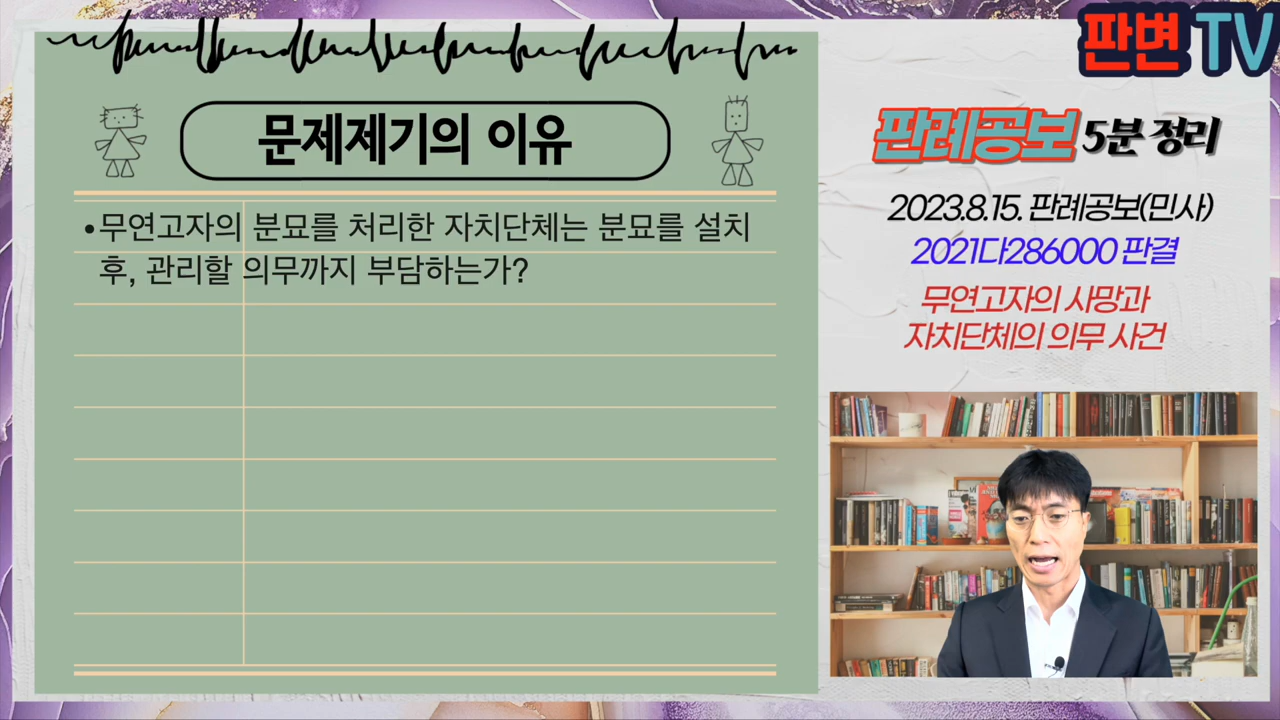 판변 TV
문제제기의 이유
•무연고자의 분묘를 처리한 자치단체는 분묘를 설치
후, 관리할 의무까지 부담하는가?
판례공보 5분 정리
2023.8.15. 판례공보(민사)
2021다286000 판결
무연고자의 사망과
자치단체의 의무 사건